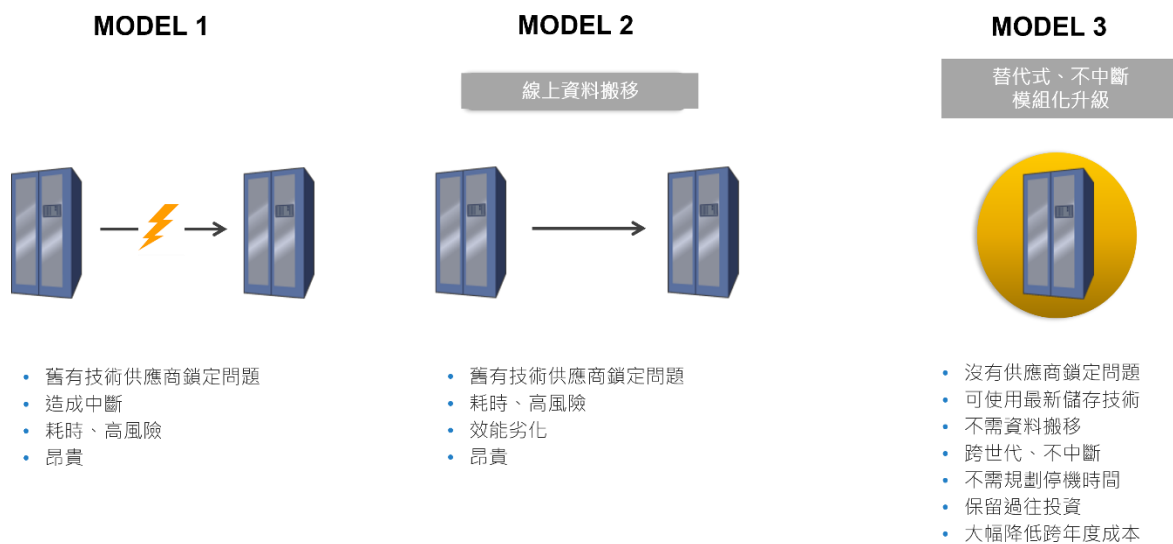 MODEL 1
舊有技術供應商鎖定問題
造成中斷
耗時、高風險
昂貴
MODEL 2
線上資料搬移
舊有技術供應商鎖定問題
耗時、高風險
效能劣化
昂貴
MODEL 3
替代式、不中斷
模組化升級
沒有供應商鎖定問題
可使用最新儲存技術
不需資料搬移
跨世代、不中斷
不需規劃停機時間
保留過往投資
大幅降低跨年度成本